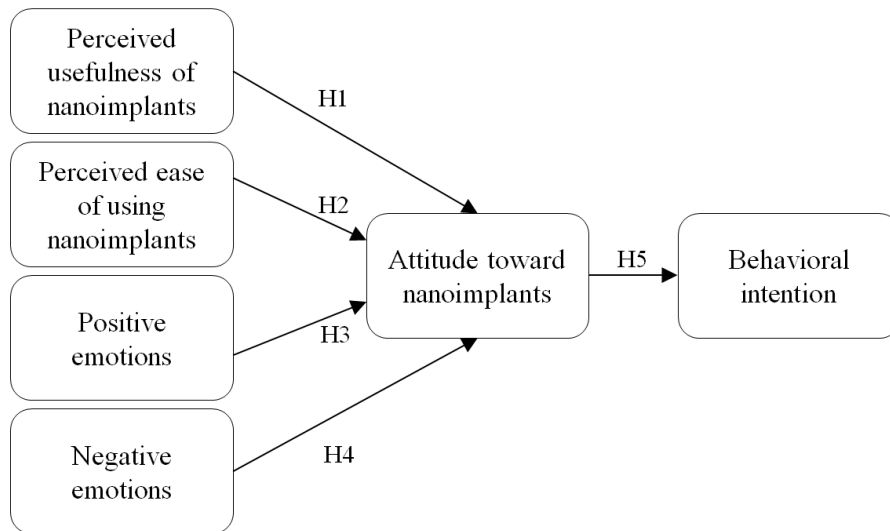 Perceived
usefulness of
nanoimplants
H1
Perceived ease
of using
nanoimplants
H2
Positive
emotions
H3
Negative
emotions
H4
Attitude toward
nanoimplants
H5
Behavioral
intention